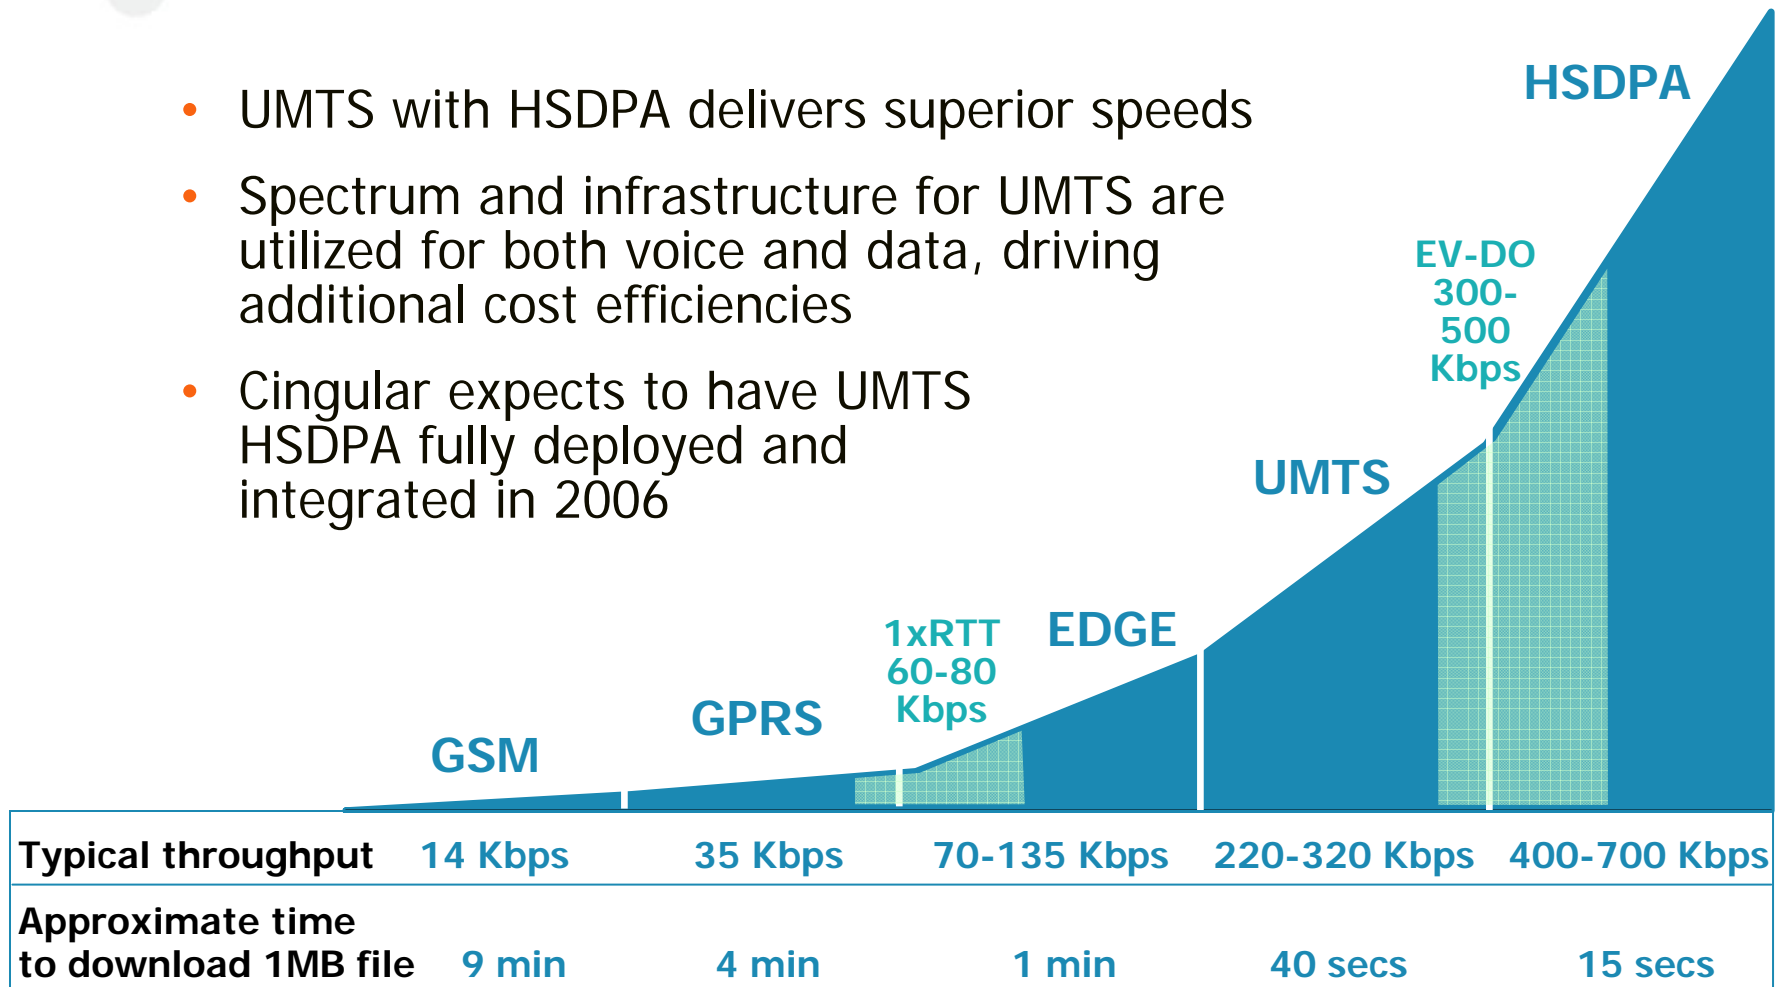 • UMTS with HSDPA delivers superior speeds
• Spectrum and infrastructure for UMTS are
utilized for both voice and data, driving
additional cost efficiencies
• Cingular expects to have UMTS
HSDPA fully deployed and
integrated in 2006
GSM
GPRS
1xRTT
60-80
Kbps
EDGE
UMTS
EV-DO
300-
500
Kbps
HSDPA
Typical throughput 14 Kbps 35 Kbps 70-135 Kbps 220-320 Kbps 400-700 Kbps
Approximate time
to download 1MB file 9 min 4 min 1 min 40 secs 15 secs